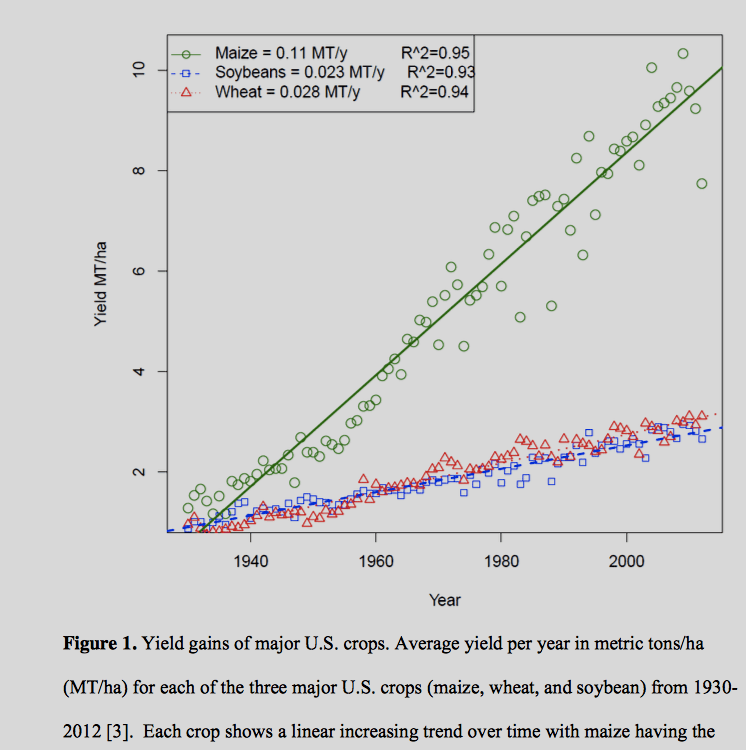 Maize = 0.11 MT/y R^2=0.95
Soybeans = 0.023 MT/y R^2=0.93
Wheat = 0.028 MT/y R^2=0.94
10
8
6
4
2
Yield MT/ha
1940 1960 1980 2000
Year
Figure 1. Yield gains of major U.S. crops. Average yield per year in metric tons/ha
(MT/ha) for each of the three major U.S. crops (maize, wheat, and soybean) from 1930-
2012 [3]. Each crop shows a linear increasing trend over time with maize having the